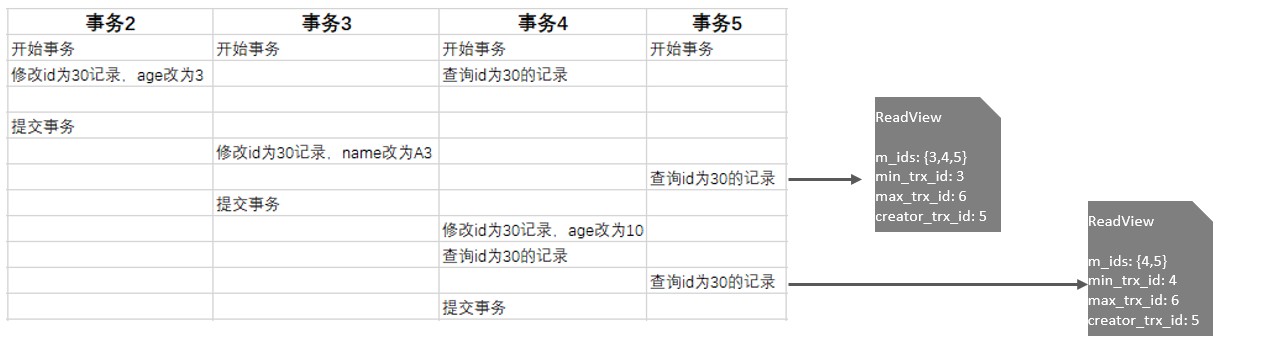 事务2 事务3 事务4 事务5
开始事务 开始事务 开始事务 开始事务
修改id为30记录，age改为3 查询id为30的记录
提交事务
修改id为30记录，name改为A3
查询id为30的记录
提交事务
修改id为30记录，age改为10
查询id为30的记录
查询id为30的记录
提交事务
ReadView
m_ids: {3,4,5}
min_trx_id: 3
max_trx_id: 6
creator_trx_id: 5
ReadView
m_ids: {4,5}
min_trx_id: 4
max_trx_id: 6
creator_trx_id: 5